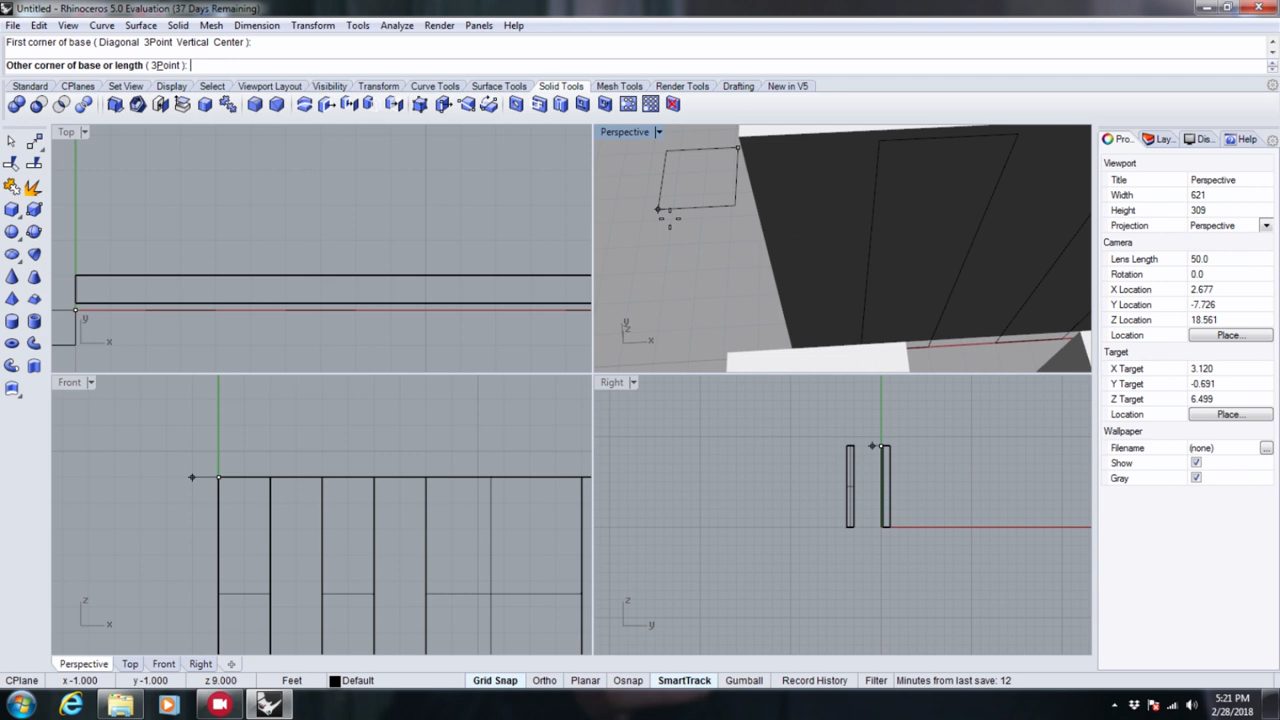 Untitled - Rhinoceros 5.0 Evaluation (37 Days Remaining)
File Edit View Curve Surface Solid Mesh Dimension Transform Tools Analyze Render Panels Help
First corner of base ( Diagonal 3Point Vertical Center ):
Other corner of base or length ( 3Point ):
Standard CPlanes Set View Display Select Viewport Layout Visibility Transform Curve Tools Surface Tools Solid Tools Mesh Tools Render Tools Drafting New in V5
Top
Perspective
Pro... Lay... Dis... Help
Viewport
Title Perspective
Width 621
Height 309
Projection Perspective
Camera
Lens Length 50.0
Rotation 0.0
X Location 2.677
Y Location -7.726
Z Location 18.561
Location Place...
Target
X Target 3.120
Y Target -0.691
Z Target 6.499
Location Place...
Wallpaper
Filename (none) ...
Show
Gray
y
x
y
z
x
Front
Right
z
x
z
y
Perspective Top Front Right
CPlane x -1.000 y -1.000 z 9.000 Feet Default Grid Snap Ortho Planar Osnap SmartTrack Gumball Record History Filter Minutes from last save: 12
5:21 PM
2/28/2018